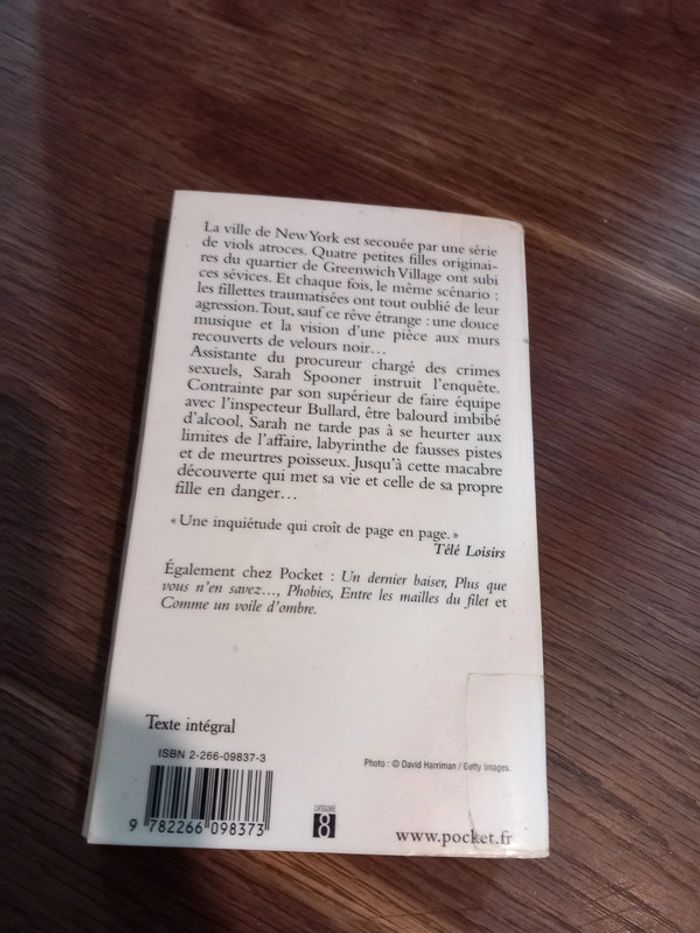 La ville de New York est secouée par une série
de viols atroces. Quatre petites filles originai-
res du quartier de Greenwich Village ont subi
ces sévices. Et chaque fois, le même scénario :
les fillettes traumatisées ont tout oublié de leur
agression. Tout, sauf ce rêve étrange : une douce
musique et la vision d'une pièce aux murs
recouverts de velours noir...
Assistante du procureur chargé des crimes
sexuels, Sarah Spooner instruit l'enquête.
Contrainte par son supérieur de faire équipe
avec l'inspecteur Bullard, être balourd imbibé
d'alcool, Sarah ne tarde pas à se heurter aux
limites de l'affaire, labyrinthe de fausses pistes
et de meurtres poisseux. Jusqu'à cette macabre
découverte qui met sa vie et celle de sa propre
fille en danger...
« Une inquiétude qui croît de page en page. »
Télé Loisirs
Également chez Pocket : Un dernier baiser, Plus que
vous n'en savez..., Phobies, Entre les mailles du filet et
Comme un voile d'ombre.
Texte intégral
ISBN 2-266-09837-3
Photo : © David Harriman / Getty Images.
9 782266 098373
CATÉGORIE
8
www.pocket.fr